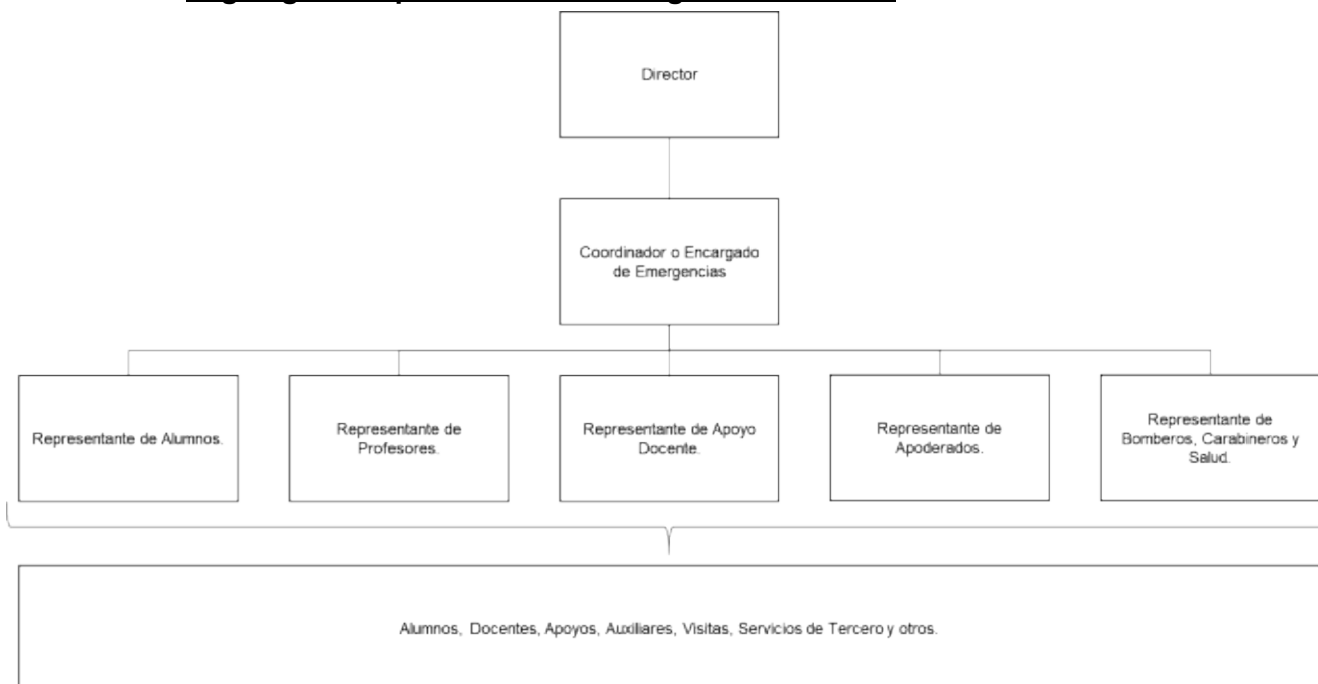 Director
Coordinador o Encargado
de Emergencias
Representante de Alumnos.
Representante de
Profesores.
Representante de Apoyo
Docente.
Representante de
Apoderados.
Representante de
Bomberos, Carabineros y
Salud.
Alumnos, Docentes, Apoyos, Auxiliares, Visitas, Servicios de Tercero y otros.